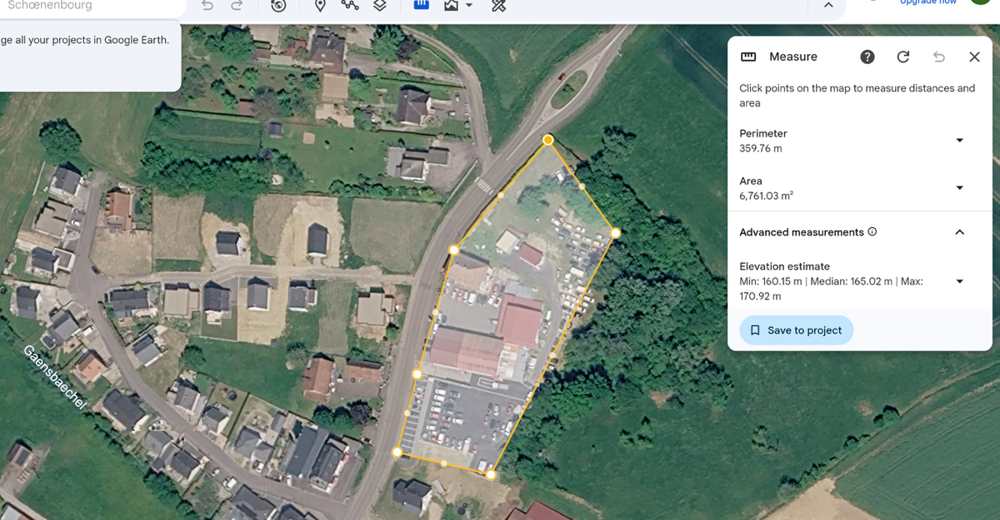 Schœnenbourg
Upgrade now
ge all your projects in Google Earth.
Measure
Click points on the map to measure distances and
area
Perimeter
359.76 m
Area
6,761.03 m²
Advanced measurements
Elevation estimate
Min: 160.15 m | Median: 165.02 m | Max:
170.92 m
Save to project
Gaensbaechel